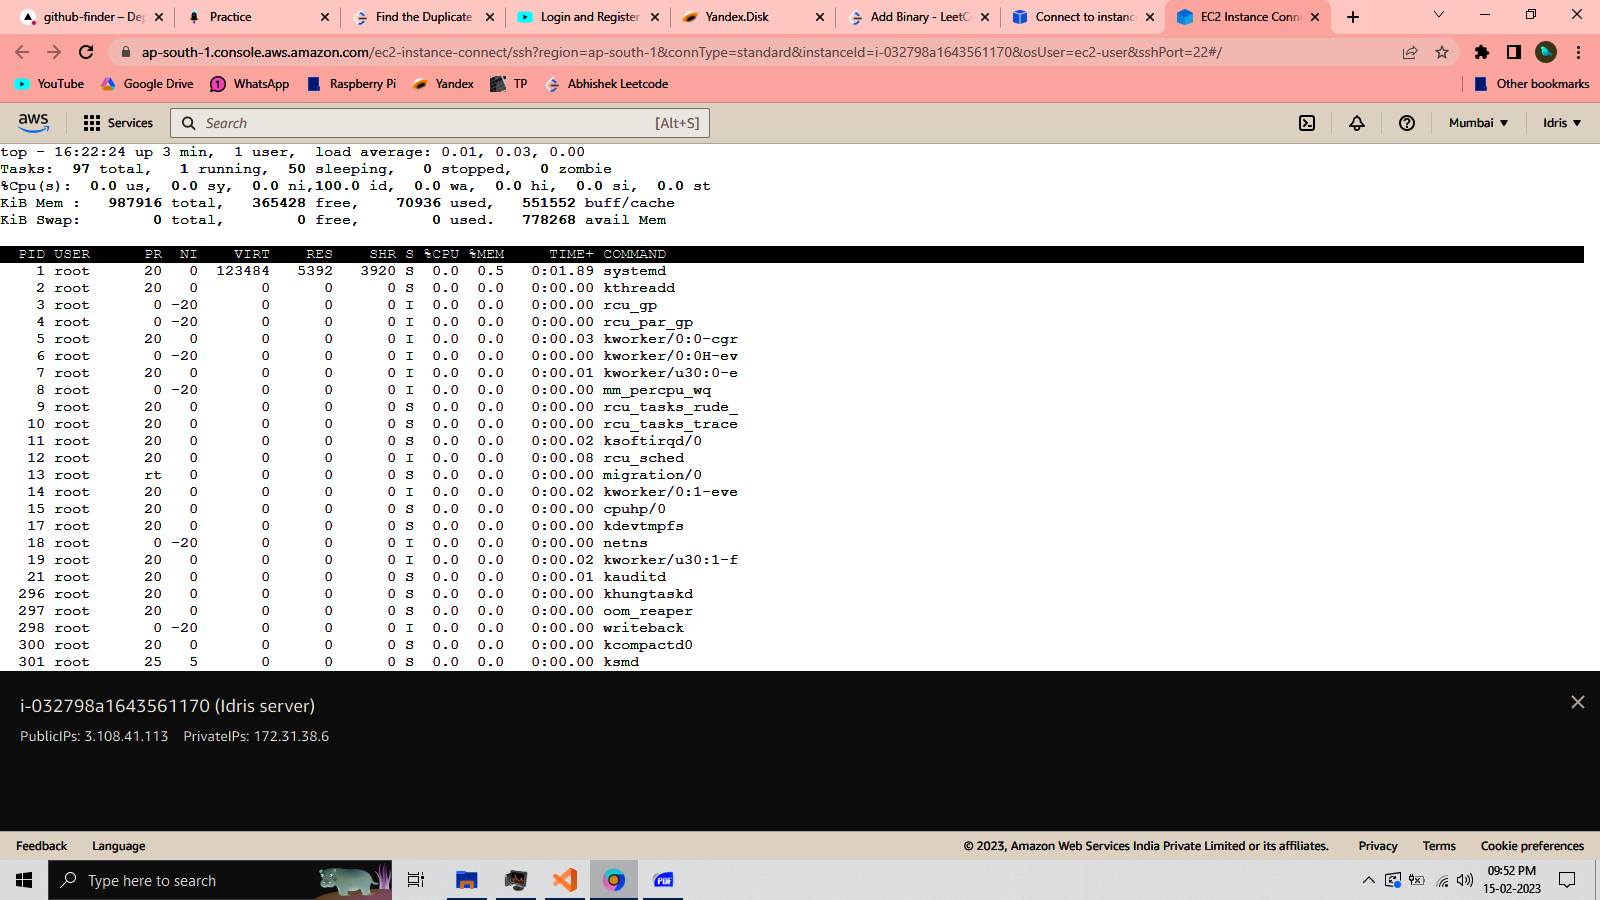 github-finder – Dep
Practice
Find the Duplicate
Login and Register
Yandex.Disk
Add Binary - LeetC
Connect to instanc
EC2 Instance Conn
ap-south-1.console.aws.amazon.com/ec2-instance-connect/ssh?region=ap-south-1&connType=standard&instanceId=i-032798a1643561170&osUser=ec2-user&sshPort=22#/
YouTube Google Drive WhatsApp Raspberry Pi Yandex TP Abhishek Leetcode Other bookmarks
aws Services Search [Alt+S] Mumbai Idris
top - 16:22:24 up 3 min,  1 user,  load average: 0.01, 0.03, 0.00
Tasks:  97 total,   1 running,  50 sleeping,   0 stopped,   0 zombie
%Cpu(s):  0.0 us,  0.0 sy,  0.0 ni,100.0 id,  0.0 wa,  0.0 hi,  0.0 si,  0.0 st
KiB Mem :   987916 total,   365428 free,    70936 used,   551552 buff/cache
KiB Swap:        0 total,        0 free,        0 used.   778268 avail Mem
PID USER      PR  NI    VIRT    RES    SHR S %CPU %MEM     TIME+ COMMAND
1 root      20   0  123484   5392   3920 S  0.0  0.5   0:01.89 systemd
2 root      20   0       0      0      0 S  0.0  0.0   0:00.00 kthreadd
3 root       0 -20       0      0      0 I  0.0  0.0   0:00.00 rcu_gp
4 root       0 -20       0      0      0 I  0.0  0.0   0:00.00 rcu_par_gp
5 root      20   0       0      0      0 I  0.0  0.0   0:00.03 kworker/0:0-cgr
6 root       0 -20       0      0      0 I  0.0  0.0   0:00.00 kworker/0:0H-ev
7 root      20   0       0      0      0 I  0.0  0.0   0:00.01 kworker/u30:0-e
8 root       0 -20       0      0      0 I  0.0  0.0   0:00.00 mm_percpu_wq
9 root      20   0       0      0      0 S  0.0  0.0   0:00.00 rcu_tasks_rude_
10 root      20   0       0      0      0 S  0.0  0.0   0:00.00 rcu_tasks_trace
11 root      20   0       0      0      0 S  0.0  0.0   0:00.02 ksoftirqd/0
12 root      20   0       0      0      0 I  0.0  0.0   0:00.08 rcu_sched
13 root      rt   0       0      0      0 S  0.0  0.0   0:00.00 migration/0
14 root      20   0       0      0      0 I  0.0  0.0   0:00.02 kworker/0:1-eve
15 root      20   0       0      0      0 S  0.0  0.0   0:00.00 cpuhp/0
17 root      20   0       0      0      0 S  0.0  0.0   0:00.00 kdevtmpfs
18 root       0 -20       0      0      0 I  0.0  0.0   0:00.00 netns
19 root      20   0       0      0      0 I  0.0  0.0   0:00.02 kworker/u30:1-f
21 root      20   0       0      0      0 S  0.0  0.0   0:00.01 kauditd
296 root      20   0       0      0      0 S  0.0  0.0   0:00.00 khungtaskd
297 root      20   0       0      0      0 S  0.0  0.0   0:00.00 oom_reaper
298 root       0 -20       0      0      0 I  0.0  0.0   0:00.00 writeback
300 root      20   0       0      0      0 S  0.0  0.0   0:00.00 kcompactd0
301 root      25   5       0      0      0 S  0.0  0.0   0:00.00 ksmd
i-032798a1643561170 (Idris server)
PublicIPs: 3.108.41.113 PrivateIPs: 172.31.38.6
Feedback Language © 2023, Amazon Web Services India Private Limited or its affiliates. Privacy Terms Cookie preferences
Type here to search
PDF
09:52 PM
15-02-2023